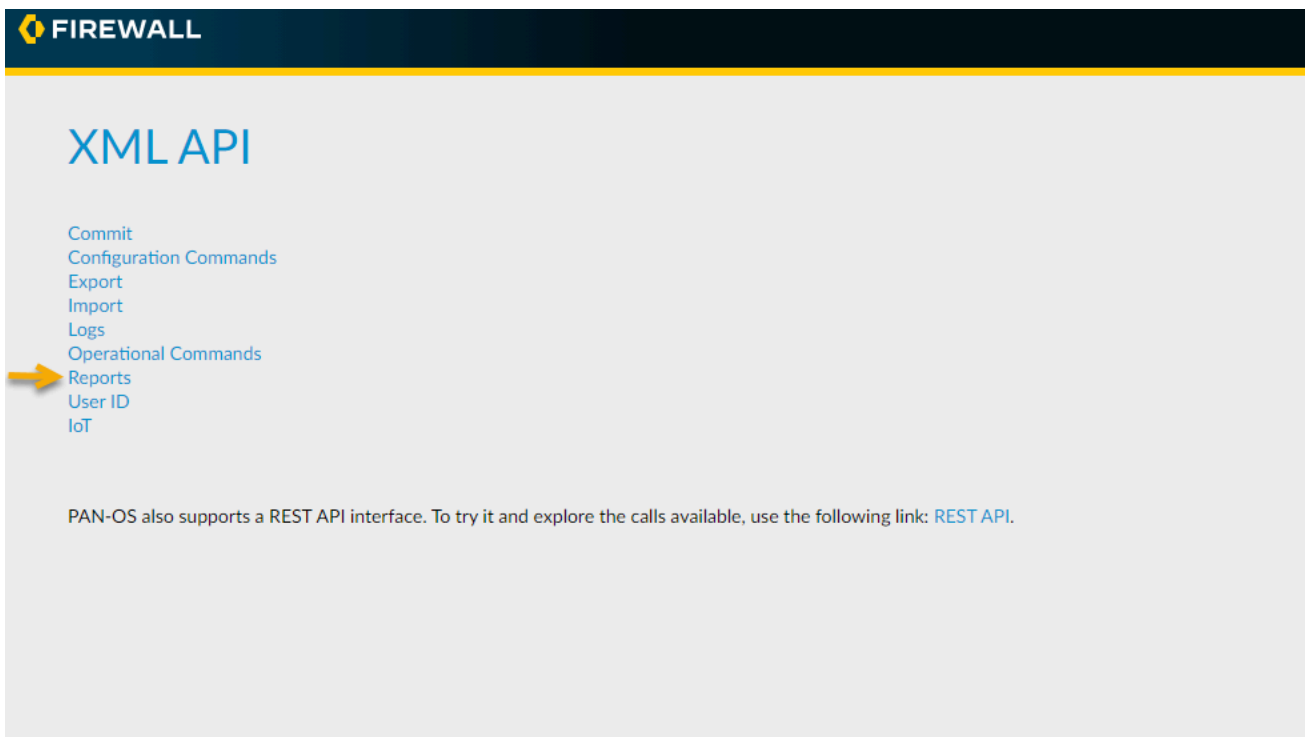 FIREWALL
XML API
Commit
Configuration Commands
Export
Import
Logs
Operational Commands
Reports
User ID
IoT
PAN-OS also supports a REST API interface. To try it and explore the calls available, use the following link: REST API.